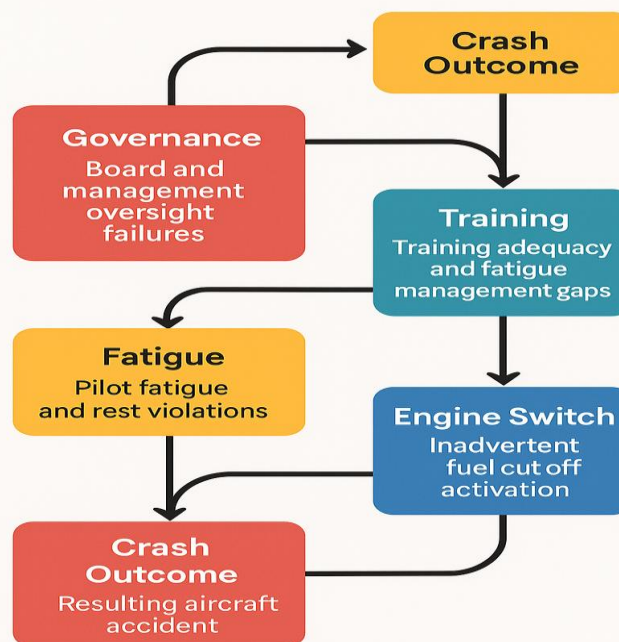 Crash
Outcome
Governance
Board and
management
oversight
failures
Training
Training adequacy
and fatigue
management gaps
Fatigue
Pilot fatigue
and rest violations
Engine Switch
Inadvertent
fuel cut off
activation
Crash
Outcome
Resulting aircraft
accident